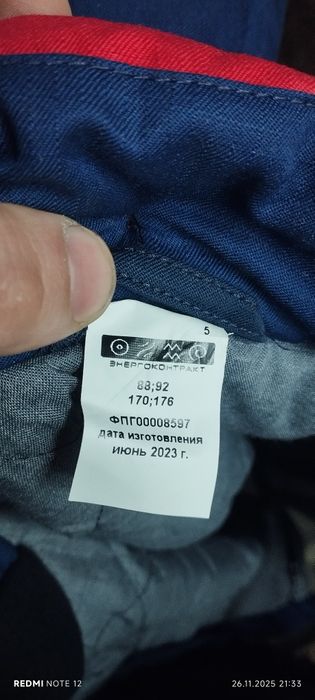 5
ЭНЕРГОКОНТРАКТ
88;92
170;176
ФПГ00008597
дата изготовления
июнь 2023 г.
REDMI NOTE 12
26.11.2025 21:33